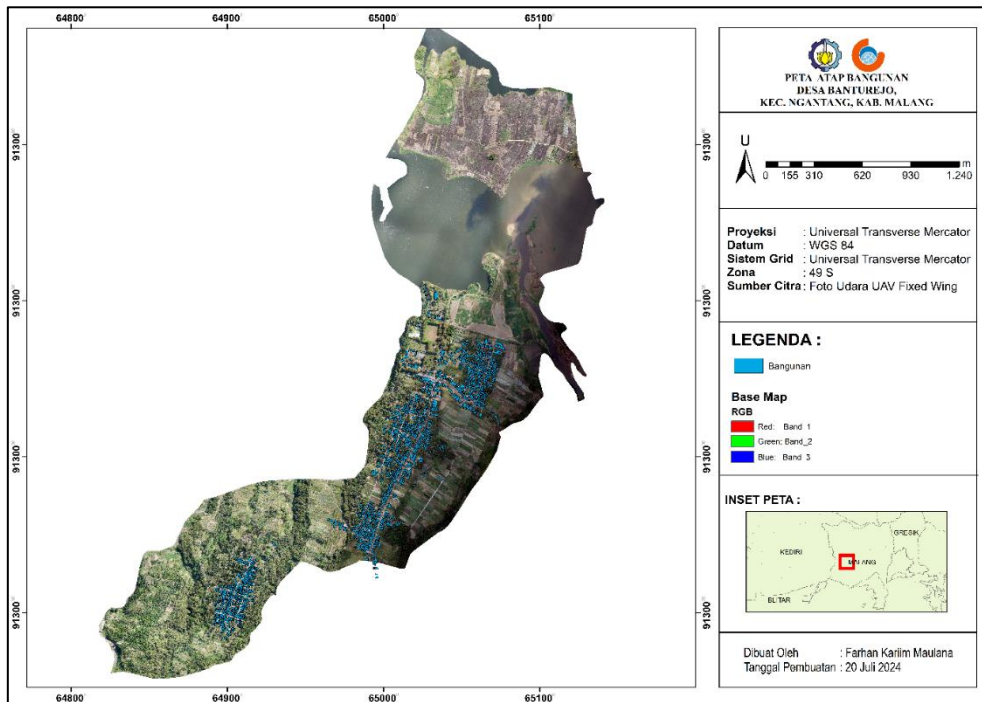 64800°
64900°
65000°
65100°
91300°
91300°
91300°
91300°
91300°
91300°
91300°
91300°
64800°
64900°
65000°
65100°
PETA ATAP BANGUNAN
DESA BANTUREJO,
KEC. NGANTANG, KAB. MALANG
U
0 155 310 620 930 1.240 m
Proyeksi : Universal Transverse Mercator
Datum : WGS 84
Sistem Grid : Universal Transverse Mercator
Zona : 49 S
Sumber Citra : Foto Udara UAV Fixed Wing
LEGENDA :
Bangunan
Base Map
RGB
Red: Band_1
Green: Band_2
Blue: Band_3
INSET PETA :
GRESIK
KEDIRI
MALANG
BLITAR
Dibuat Oleh : Farhan Kariim Maulana
Tanggal Pembuatan : 20 Juli 2024